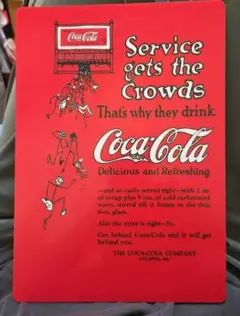 Coca-Cola
Service
gets the
Crowds
That's why they drink
Coca-Cola
Delicious and Refreshing
—and so easily served right—with 1 oz.
of syrup plus 5 oz. of cold carbonated
water, stirred till it foams in the thin
6-oz. glass.
Also the price is right—5c.
Get behind Coca-Cola and it will get
behind you.
THE COCA-COLA COMPANY
ATLANTA, GA.